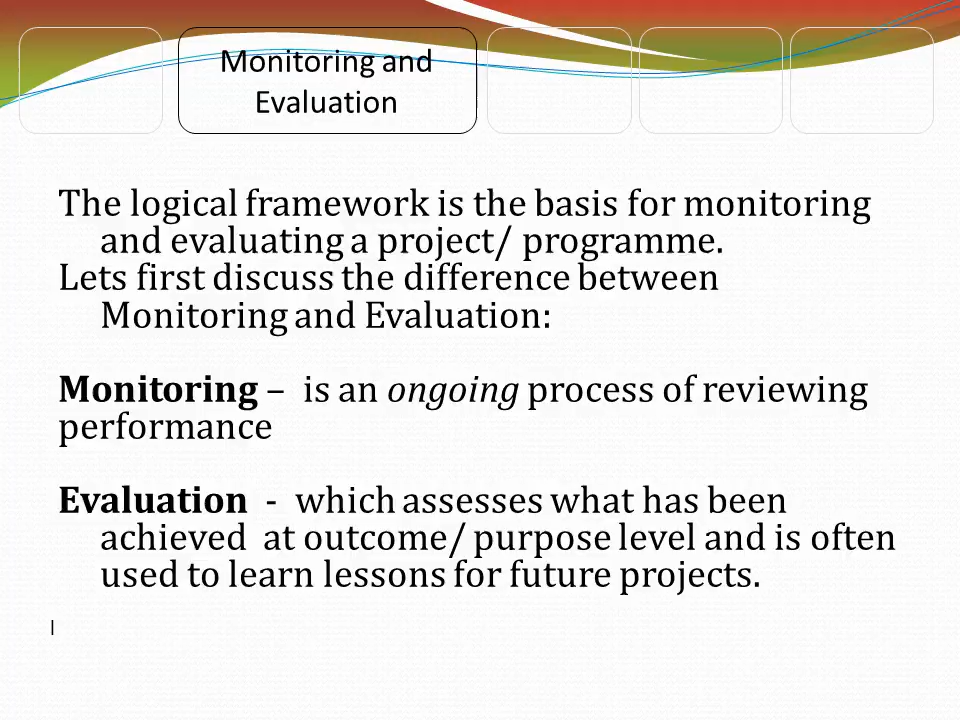 Monitoring and
Evaluation
The logical framework is the basis for monitoring
and evaluating a project/ programme.
Lets first discuss the difference between
Monitoring and Evaluation:
Monitoring – is an ongoing process of reviewing
performance
Evaluation - which assesses what has been
achieved at outcome/ purpose level and is often
used to learn lessons for future projects.
l